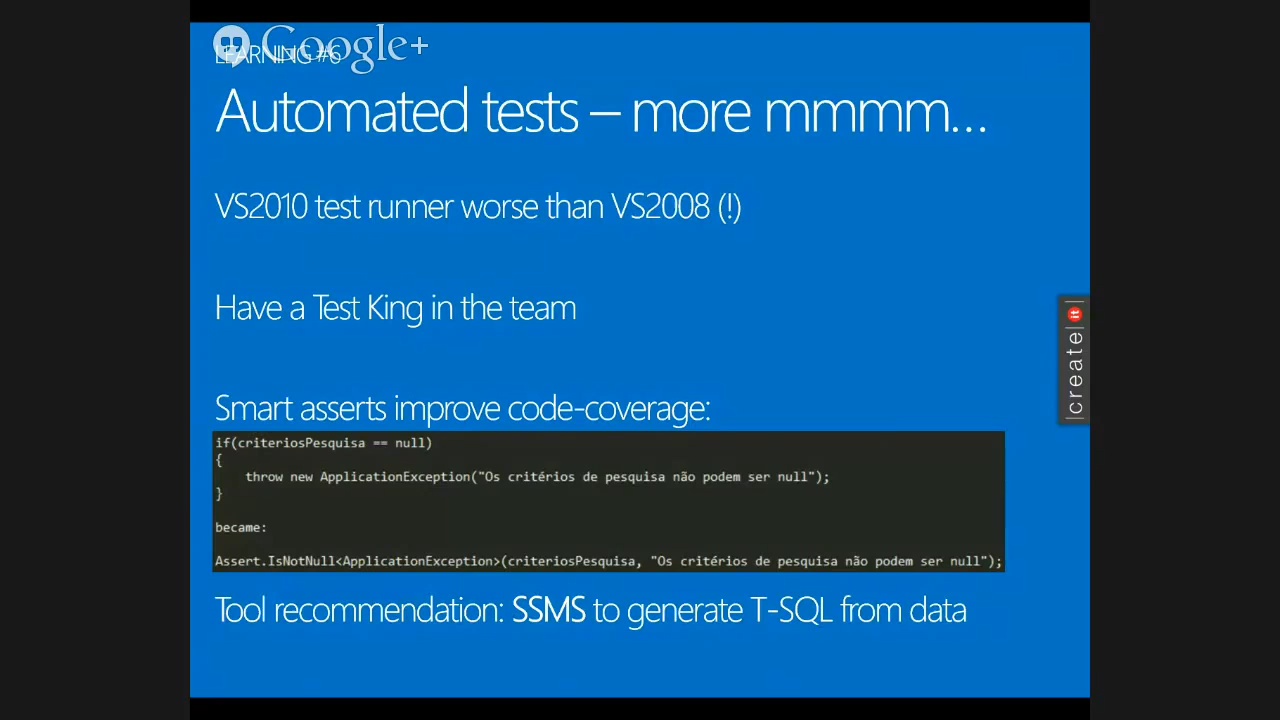 Google+
LEARNING #6
Automated tests – more mmmm...
VS2010 test runner worse than VS2008 (!)
Have a Test King in the team
Smart asserts improve code-coverage:
if(criteriosPesquisa == null)
{
    throw new ApplicationException("Os critérios de pesquisa não podem ser null");
}
became:
Assert.IsNotNull<ApplicationException>(criteriosPesquisa, "Os critérios de pesquisa não podem ser null");
Tool recommendation: SSMS to generate T-SQL from data
|create|it|